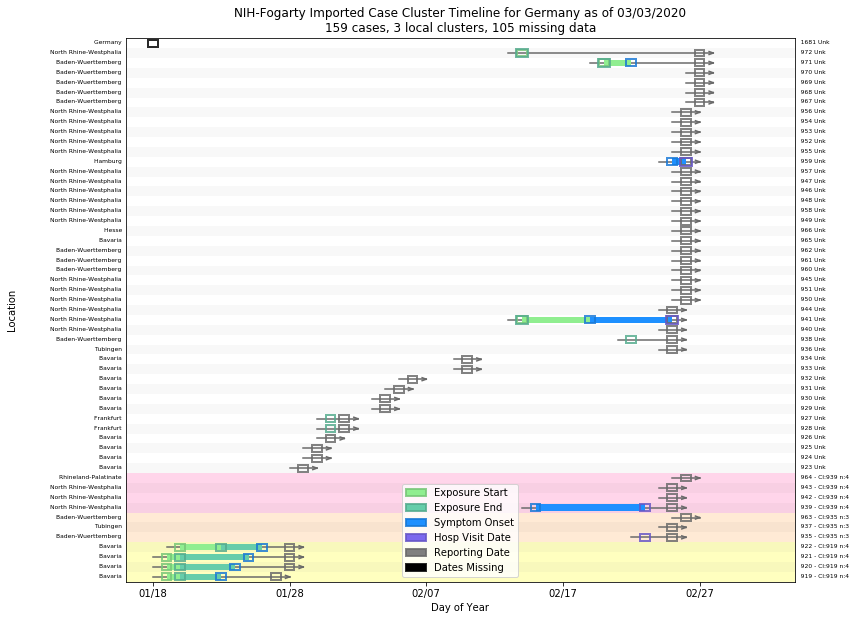 NIH-Fogarty Imported Case Cluster Timeline for Germany as of 03/03/2020
159 cases, 3 local clusters, 105 missing data
Location
Germany 1681 Unk
North Rhine-Westphalia 972 Unk
Baden-Wuerttemberg 971 Unk
Baden-Wuerttemberg 970 Unk
Baden-Wuerttemberg 969 Unk
Baden-Wuerttemberg 968 Unk
Baden-Wuerttemberg 967 Unk
North Rhine-Westphalia 956 Unk
North Rhine-Westphalia 954 Unk
North Rhine-Westphalia 953 Unk
North Rhine-Westphalia 952 Unk
North Rhine-Westphalia 955 Unk
Hamburg 959 Unk
North Rhine-Westphalia 957 Unk
North Rhine-Westphalia 947 Unk
North Rhine-Westphalia 946 Unk
North Rhine-Westphalia 948 Unk
North Rhine-Westphalia 958 Unk
North Rhine-Westphalia 949 Unk
Hesse 966 Unk
Bavaria 965 Unk
Baden-Wuerttemberg 962 Unk
Baden-Wuerttemberg 961 Unk
Baden-Wuerttemberg 960 Unk
North Rhine-Westphalia 945 Unk
North Rhine-Westphalia 951 Unk
North Rhine-Westphalia 950 Unk
North Rhine-Westphalia 944 Unk
North Rhine-Westphalia 941 Unk
North Rhine-Westphalia 940 Unk
Baden-Wuerttemberg 938 Unk
Tübingen 936 Unk
Bavaria 934 Unk
Bavaria 933 Unk
Bavaria 932 Unk
Bavaria 931 Unk
Bavaria 930 Unk
Bavaria 929 Unk
Frankfurt 927 Unk
Frankfurt 928 Unk
Bavaria 926 Unk
Bavaria 925 Unk
Bavaria 924 Unk
Bavaria 923 Unk
Rhineland-Palatinate 964 - Cl:939 n:4
North Rhine-Westphalia 943 - Cl:939 n:4
North Rhine-Westphalia 942 - Cl:939 n:4
North Rhine-Westphalia 939 - Cl:939 n:4
Baden-Wuerttemberg 963 - Cl:935 n:3
Tübingen 937 - Cl:935 n:3
Baden-Wuerttemberg 935 - Cl:935 n:3
Bavaria 922 - Cl:919 n:4
Bavaria 921 - Cl:919 n:4
Bavaria 920 - Cl:919 n:4
Bavaria 919 - Cl:919 n:4
Exposure Start
Exposure End
Symptom Onset
Hosp Visit Date
Reporting Date
Dates Missing
01/18 01/28 02/07 02/17 02/27
Day of Year